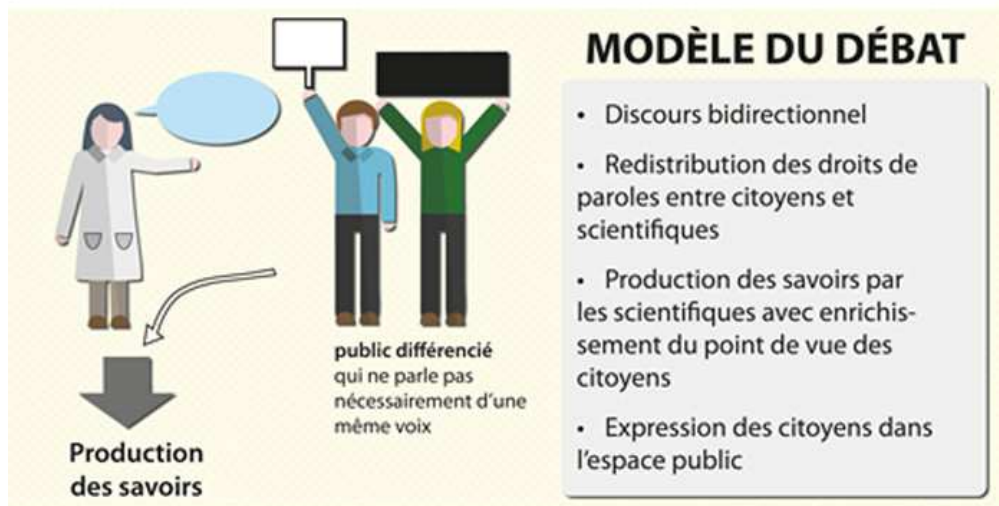 MODÈLE DU DÉBAT
• Discours bidirectionnel
• Redistribution des droits de
paroles entre citoyens et
scientifiques
• Production des savoirs par
les scientifiques avec enrichis-
sement du point de vue des
citoyens
• Expression des citoyens dans
l'espace public
public différencié
qui ne parle pas
nécessairement d'une
même voix
Production
des savoirs